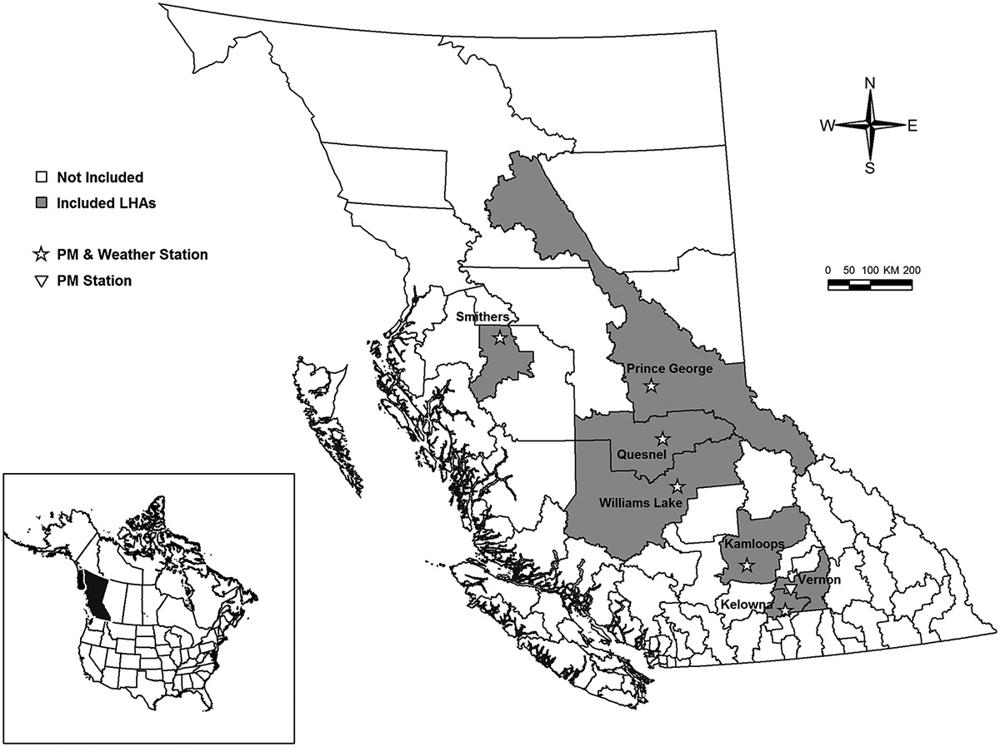 N
W E
S
Not Included
Included LHAs
PM & Weather Station
PM Station
0 50 100 KM 200
Smithers
Prince George
Quesnel
Williams Lake
Kamloops
Vernon
Kelowna